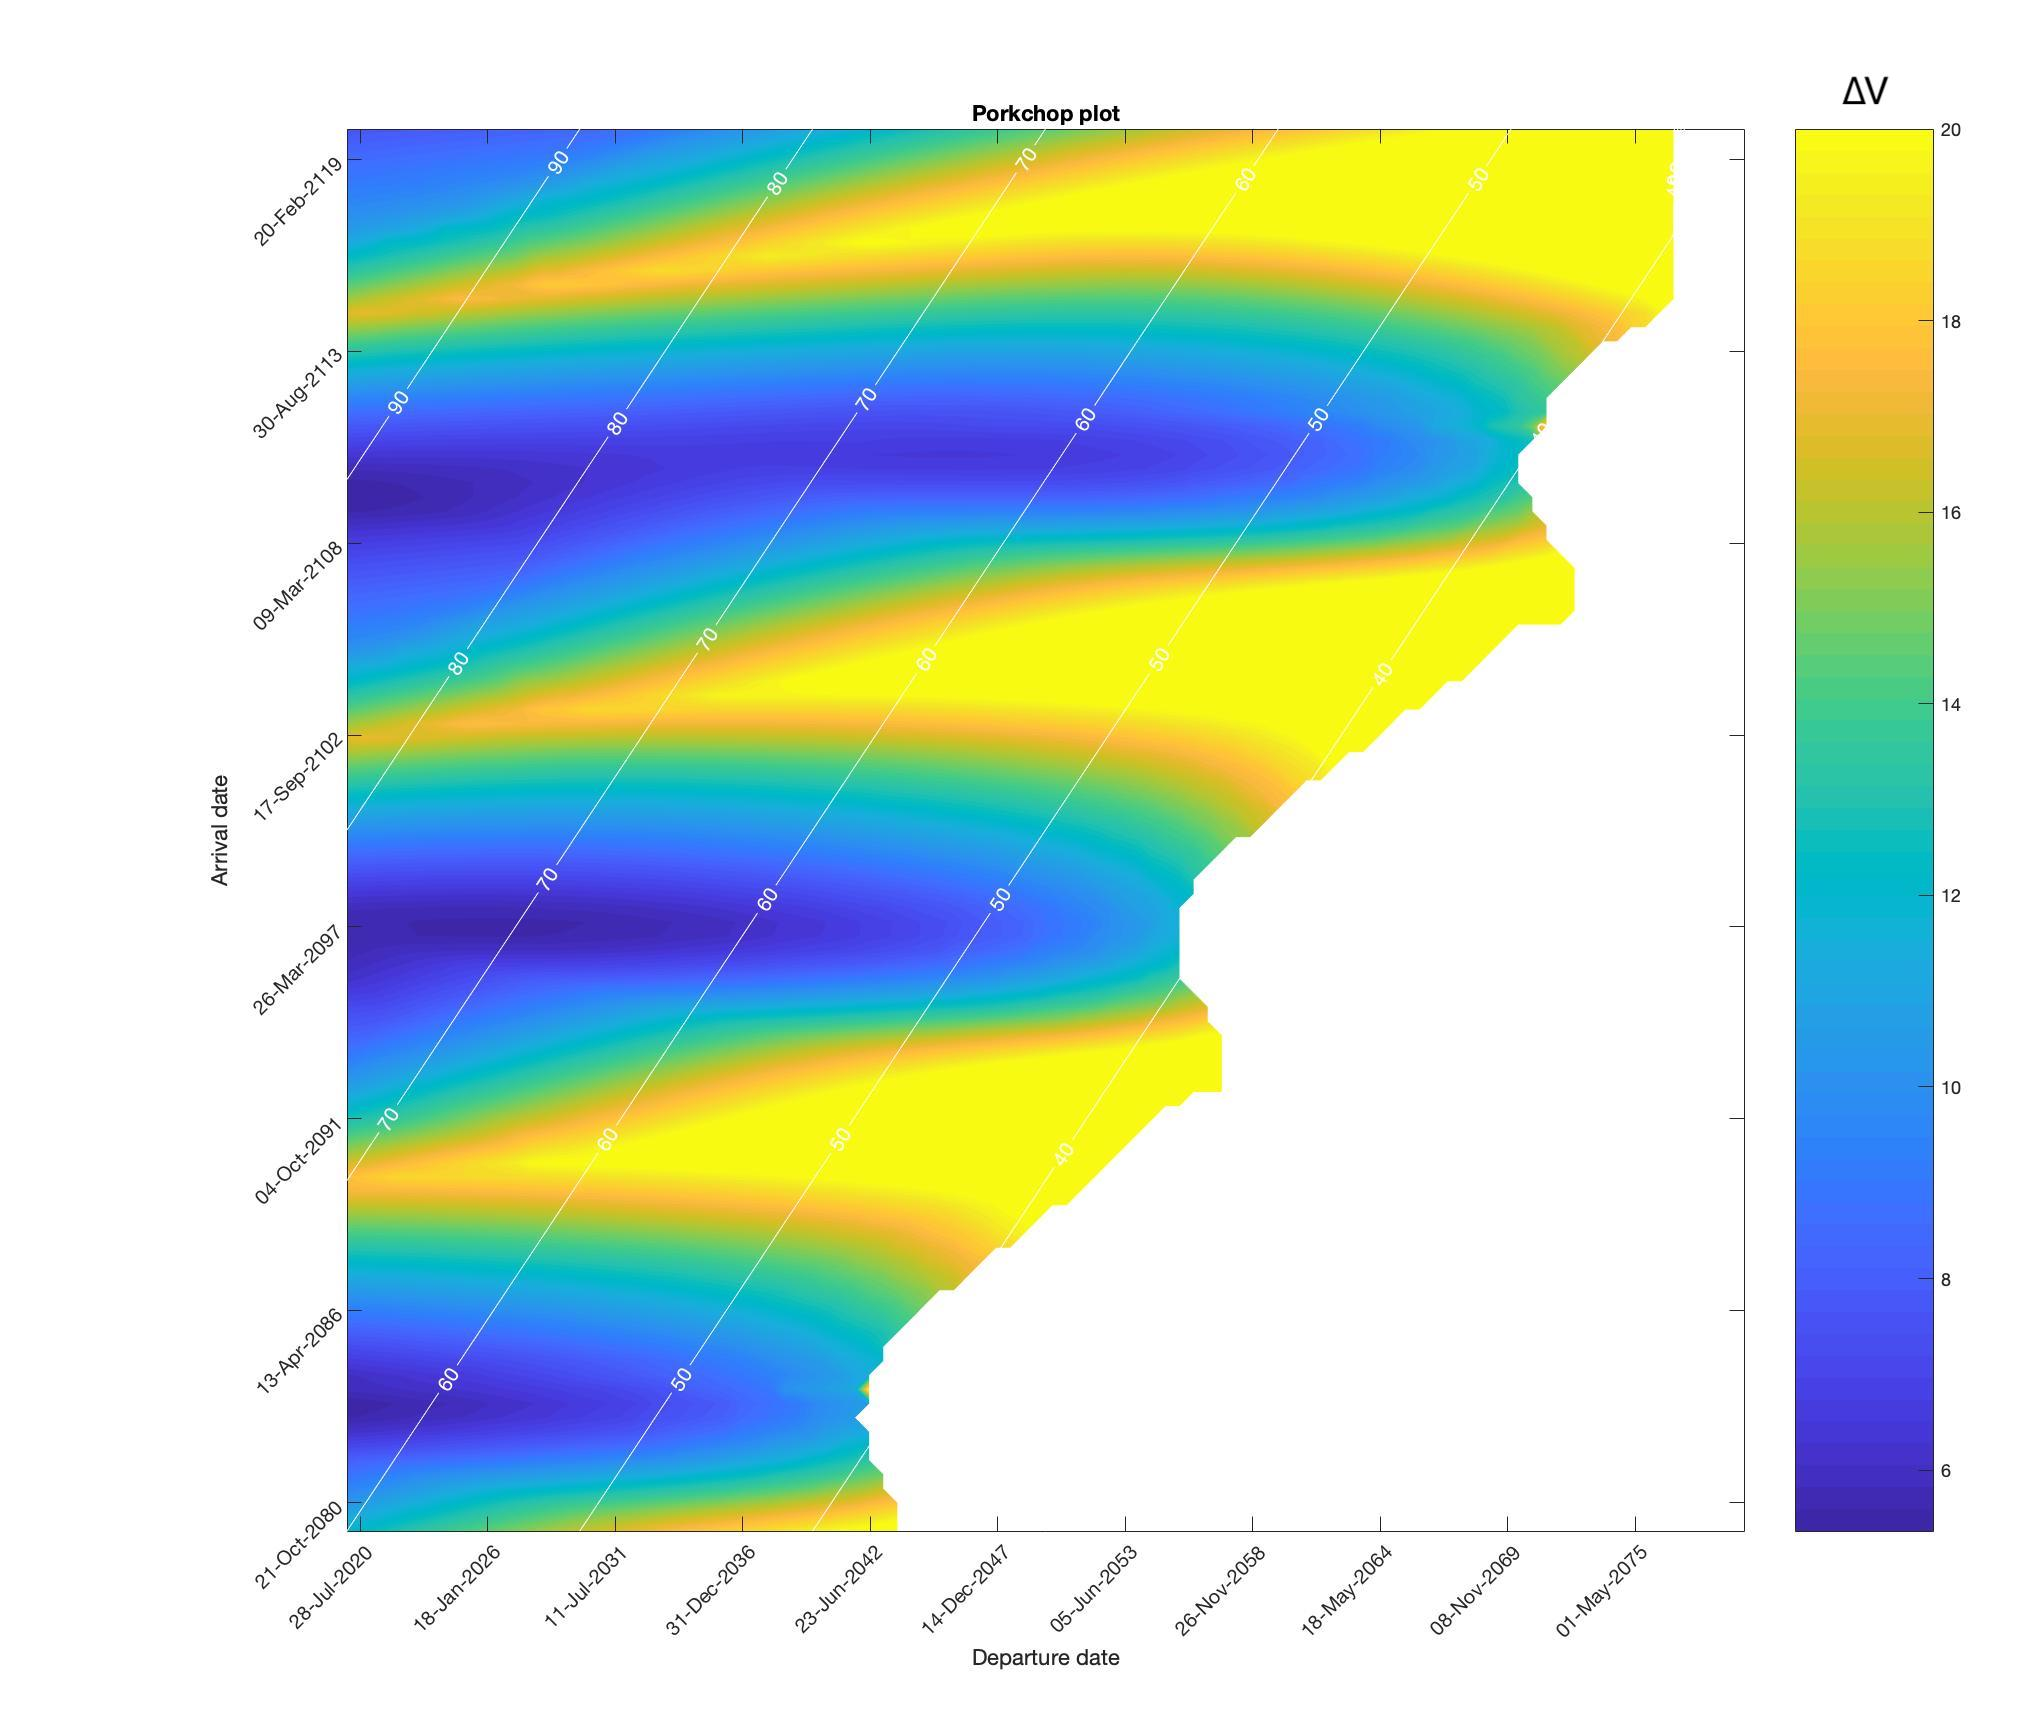 ΔV
Porkchop plot
20
18
16
14
12
10
8
6
20-Feb-2119
30-Aug-2113
09-Mar-2108
17-Sep-2102
26-Mar-2097
04-Oct-2091
13-Apr-2086
21-Oct-2080
Arrival date
90
80
70
60
50
90
80
70
60
50
80
70
60
50
40
70
60
50
70
60
50
40
60
50
28-Jul-2020
18-Jan-2026
11-Jul-2031
31-Dec-2036
23-Jun-2042
14-Dec-2047
05-Jun-2053
26-Nov-2058
18-May-2064
08-Nov-2069
01-May-2075
Departure date